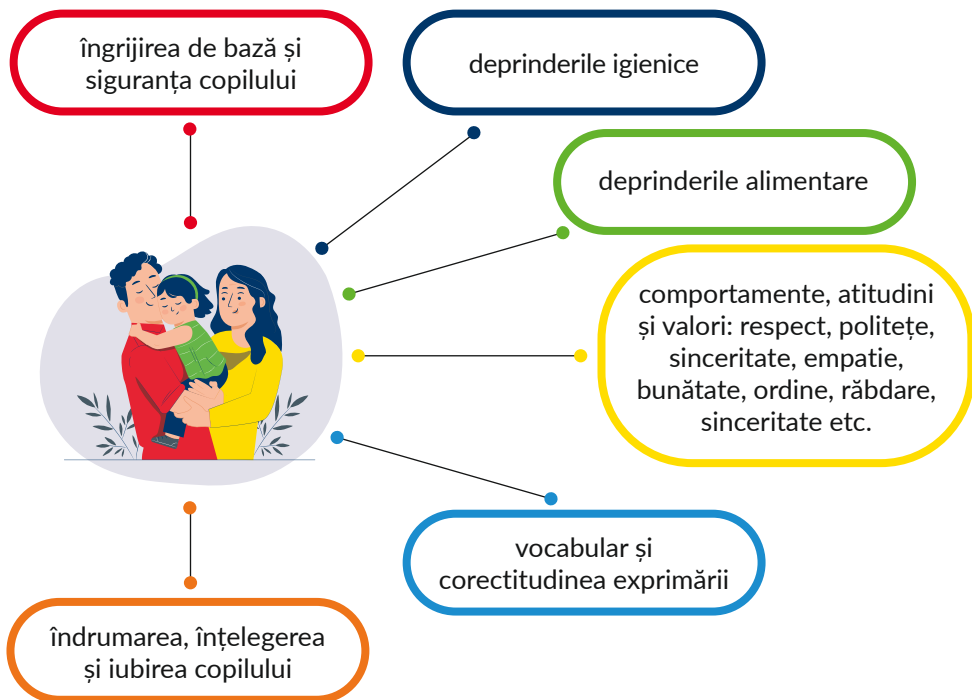 îngrijirea de bază și
siguranța copilului
deprinderile igienice
deprinderile alimentare
comportamente, atitudini
și valori: respect, politețe,
sinceritate, empatie,
bunătate, ordine, răbdare,
sinceritate etc.
vocabular și
corectitudinea exprimării
îndrumarea, înțelegerea
și iubirea copilului